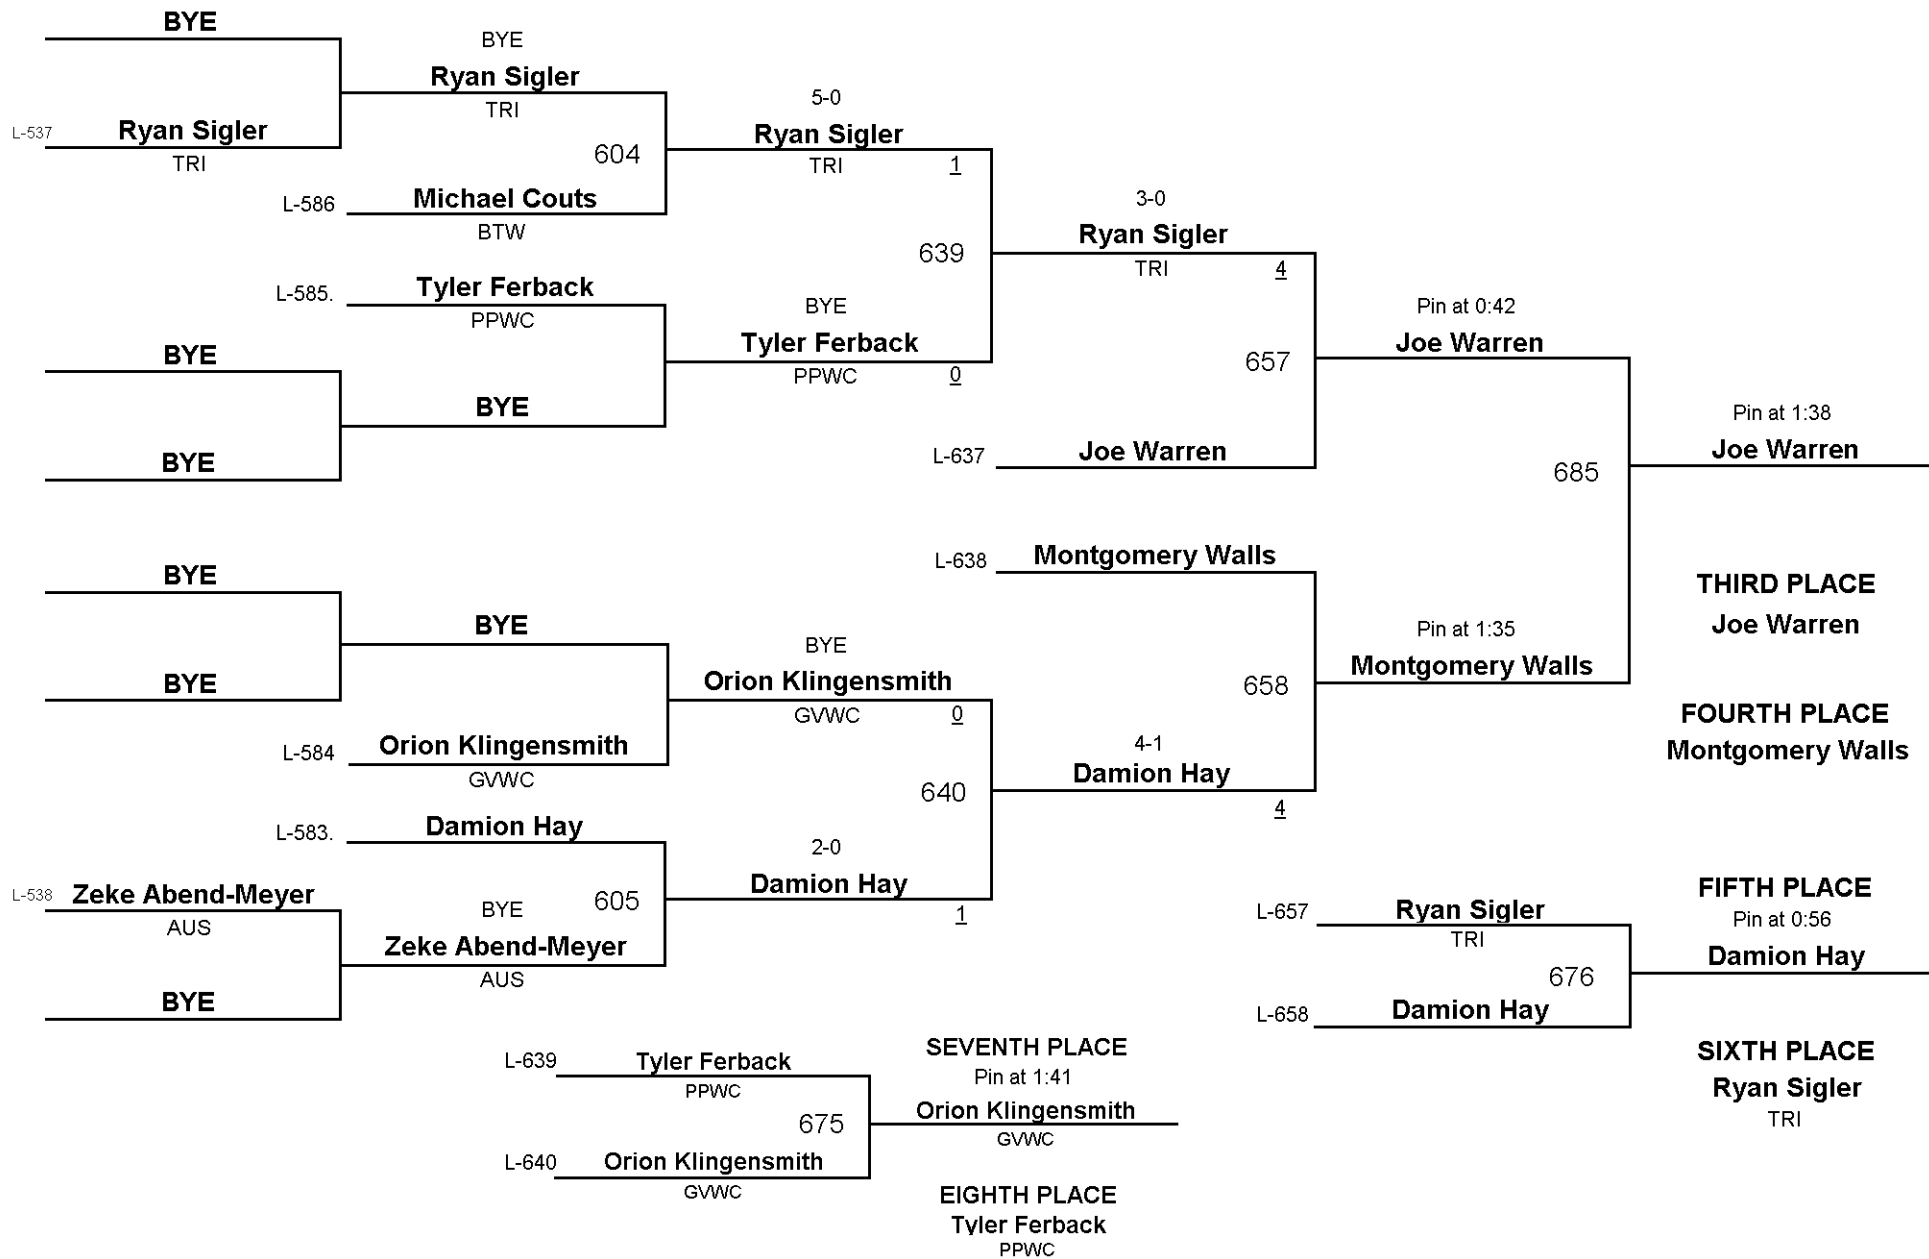 BYE
L-537
Ryan Sigler
TRI
BYE
Ryan Sigler
TRI
604
L-586
Michael Couts
BTW
5-0
Ryan Sigler
TRI
1
L-585.
Tyler Ferback
PPWC
BYE
BYE
BYE
BYE
Tyler Ferback
PPWC
0
639
3-0
Ryan Sigler
TRI
4
657
L-637
Joe Warren
Pin at 0:42
Joe Warren
685
Pin at 1:38
Joe Warren
BYE
BYE
BYE
L-584
Orion Klingensmith
GVWC
BYE
Orion Klingensmith
GVWC
0
L-638
Montgomery Walls
658
Pin at 1:35
Montgomery Walls
THIRD PLACE
Joe Warren
FOURTH PLACE
Montgomery Walls
640
4-1
Damion Hay
4
L-583.
Damion Hay
605
L-538
Zeke Abend-Meyer
AUS
BYE
BYE
Zeke Abend-Meyer
AUS
2-0
Damion Hay
1
L-657
Ryan Sigler
TRI
676
L-658
Damion Hay
FIFTH PLACE
Pin at 0:56
Damion Hay
SIXTH PLACE
Ryan Sigler
TRI
L-639
Tyler Ferback
PPWC
675
L-640
Orion Klingensmith
GVWC
SEVENTH PLACE
Pin at 1:41
Orion Klingensmith
GVWC
EIGHTH PLACE
Tyler Ferback
PPWC